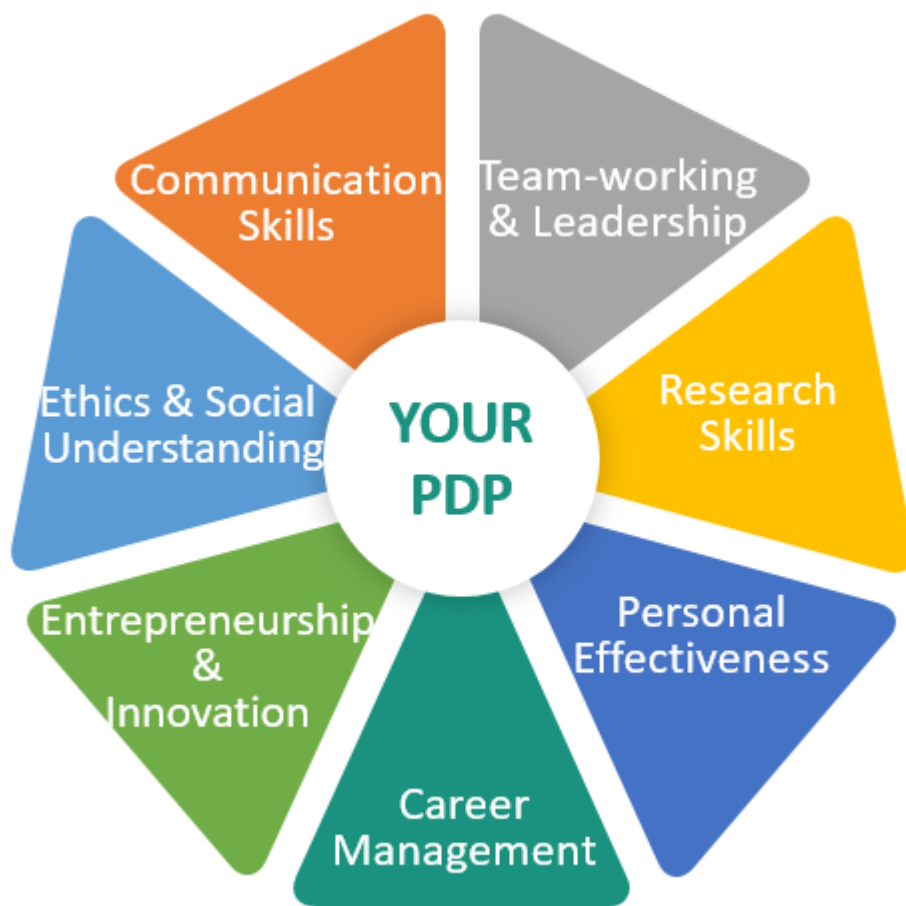 Communication
Skills
Team-working
& Leadership
Research
Skills
Personal
Effectiveness
Career
Management
Entrepreneurship
&
Innovation
Ethics & Social
Understanding
YOUR
PDP